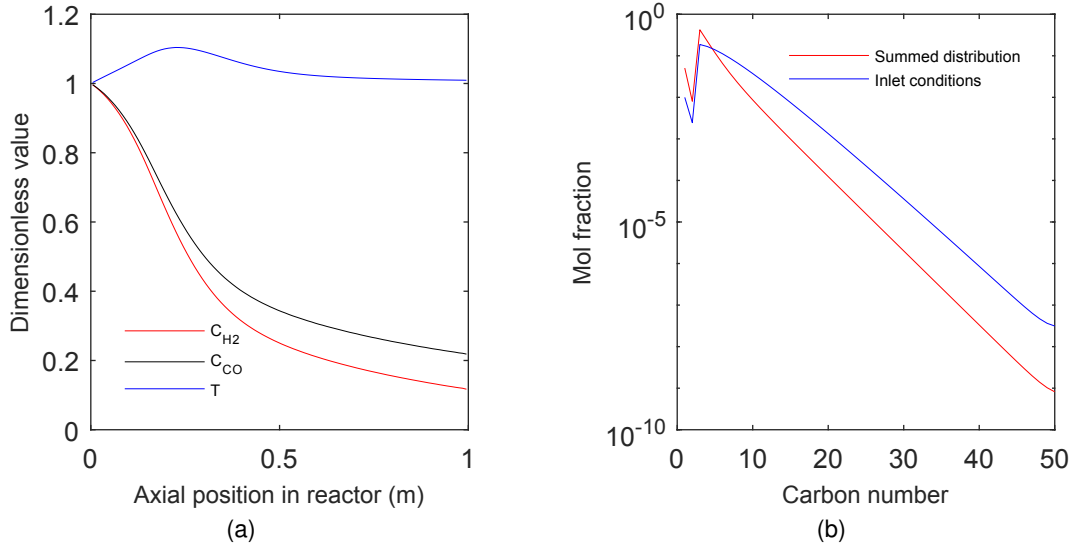 Dimensionless value
1.2
1
0.8
0.6
0.4
0.2
0
C_H2
C_CO
T
0
0.5
1
Axial position in reactor (m)
(a)
Mol fraction
10^0
10^-5
10^-10
Summed distribution
Inlet conditions
0
10
20
30
40
50
Carbon number
(b)